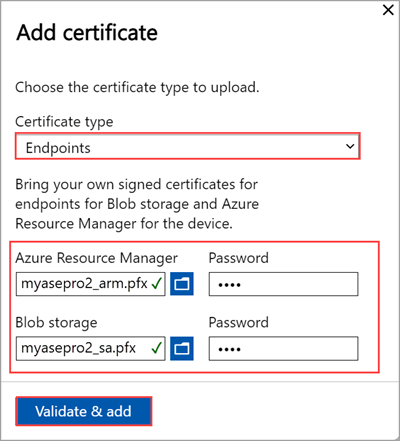 Add certificate
Choose the certificate type to upload.
Certificate type
Endpoints
Bring your own signed certificates for
endpoints for Blob storage and Azure
Resource Manager for the device.
Azure Resource Manager Password
myasepro2_arm.pfx ••••
Blob storage Password
myasepro2_sa.pfx ••••
Validate & add